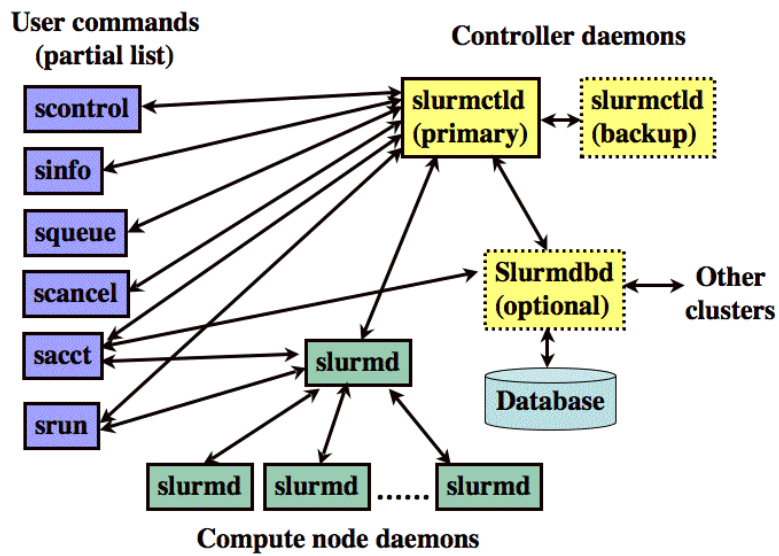 User commands
(partial list)
Controller daemons
scontrol
slurmctld
(primary)
slurmctld
(backup)
sinfo
squeue
scancel
Slurmdbd
(optional)
Other
clusters
sacct
slurmd
srun
Database
slurmd
slurmd
......
slurmd
Compute node daemons